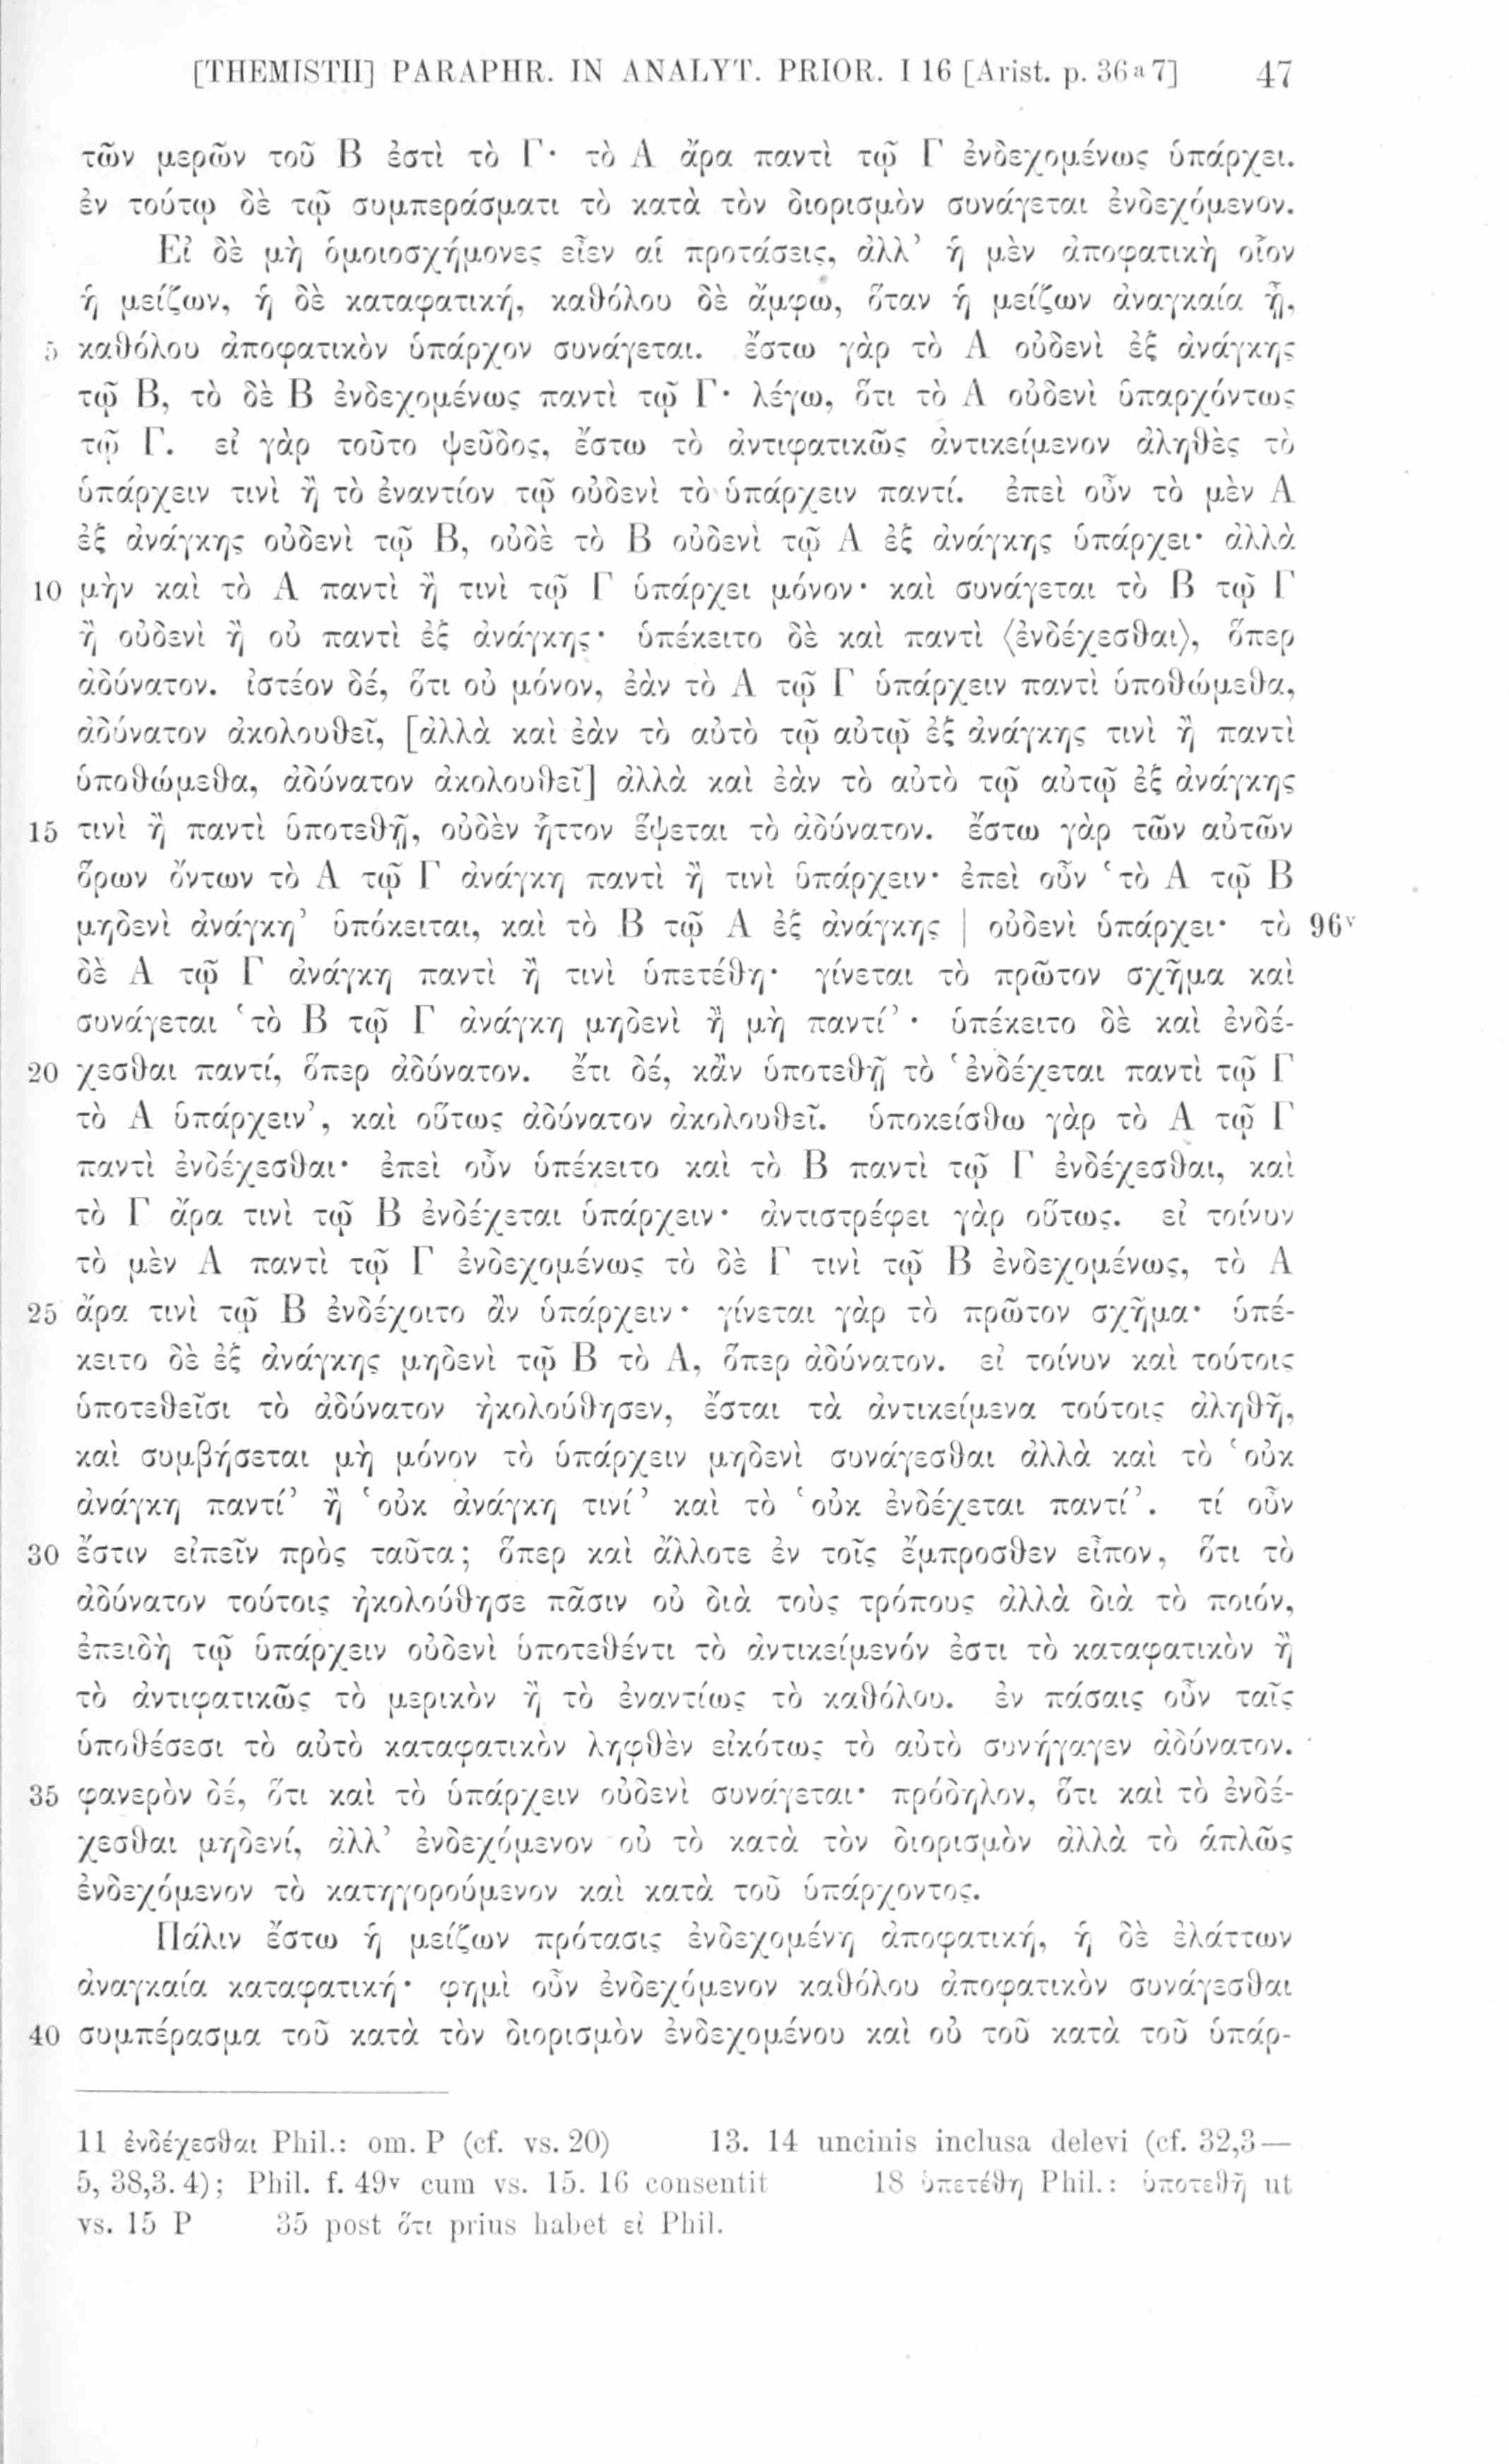 [THEMISTII] PARAPHR. IN ANALYT. PRIOR. I 16 [Arist. p. 36ᵃ7] 47
τῶν μερῶν τοῦ Β ἐστὶ τὸ Γ· τὸ Α ἄρα παντὶ τῷ Γ ἐνδεχομένως ὑπάρχει.
ἐν τούτῳ δὲ τῷ συμπεράσματι τὸ κατὰ τὸν διορισμὸν συνάγεται ἐνδεχόμενον.
Εἰ δὲ μὴ ὁμοιοσχήμονες εἶεν αἱ προτάσεις, ἀλλ’ ἡ μὲν ἀποφατικὴ οἷον
ἡ μείζων, ἡ δὲ καταφατική, καθόλου δὲ ἄμφω, ὅταν ἡ μείζων ἀναγκαία ᾖ,
5 καθόλου ἀποφατικὸν ὑπάρχον συνάγεται. ἔστω γὰρ τὸ Α οὐδενὶ ἐξ ἀνάγκης
τῷ Β, τὸ δὲ Β ἐνδεχομένως παντὶ τῷ Γ· λέγω, ὅτι τὸ Α οὐδενὶ ὑπαρχόντως
τῷ Γ. εἰ γὰρ τοῦτο ψεῦδος, ἔστω τὸ ἀντιφατικῶς ἀντικείμενον ἀληθὲς τὸ
ὑπάρχειν τινὶ ἢ τὸ ἐναντίον τῷ οὐδενὶ τὸ ὑπάρχειν παντί. ἐπεὶ οὖν τὸ μὲν Α
ἐξ ἀνάγκης οὐδενὶ τῷ Β, οὐδὲ τὸ Β οὐδενὶ τῷ Α ἐξ ἀνάγκης ὑπάρχει· ἀλλὰ
10 μὴν καὶ τὸ Α παντὶ ἢ τινὶ τῷ Γ ὑπάρχει μόνον· καὶ συνάγεται τὸ Β τῷ Γ
ἢ οὐδενὶ ἢ οὐ παντὶ ἐξ ἀνάγκης· ὑπέκειτο δὲ καὶ παντὶ ⟨ἐνδέχεσθαι⟩, ὅπερ
ἀδύνατον. ἰστέον δέ, ὅτι οὐ μόνον, ἐὰν τὸ Α τῷ Γ ὑπάρχειν παντὶ ὑποθώμεθα,
ἀδύνατον ἀκολουθεῖ, [ἀλλὰ καὶ ἐὰν τὸ αὐτὸ τῷ αὐτῷ ἐξ ἀνάγκης τινὶ ἢ παντὶ
ὑποθώμεθα, ἀδύνατον ἀκολουθεῖ] ἀλλὰ καὶ ἐὰν τὸ αὐτὸ τῷ αὐτῷ ἐξ ἀνάγκης
15 τινὶ ἢ παντὶ ὑποτεθῇ, οὐδὲν ἧττον ἕψεται τὸ ἀδύνατον. ἔστω γὰρ τῶν αὐτῶν
ὅρων ὄντων τὸ Α τῷ Γ ἀνάγκη παντὶ ἢ τινὶ ὑπάρχειν· ἐπεὶ οὖν ‘τὸ Α τῷ Β
μηδενὶ ἀνάγκη’ ὑπόκειται, καὶ τὸ Β τῷ Α ἐξ ἀνάγκης | οὐδενὶ ὑπάρχει· τὸ 96ᵛ
δὲ Α τῷ Γ ἀνάγκη παντὶ ἢ τινὶ ὑπετέθη· γίνεται τὸ πρῶτον σχῆμα καὶ
συνάγεται ‘τὸ Β τῷ Γ ἀνάγκη μηδενὶ ἢ μὴ παντί’· ὑπέκειτο δὲ καὶ ἐνδέ-
20 χεσθαι παντί, ὅπερ ἀδύνατον. ἔτι δέ, κἂν ὑποτεθῇ τὸ ‘ἐνδέχεται παντὶ τῷ Γ
τὸ Α ὑπάρχειν’, καὶ οὕτως ἀδύνατον ἀκολουθεῖ. ὑποκείσθω γὰρ τὸ Α τῷ Γ
παντὶ ἐνδέχεσθαι· ἐπεὶ οὖν ὑπέκειτο καὶ τὸ Β παντὶ τῷ Γ ἐνδέχεσθαι, καὶ
τὸ Γ ἄρα τινὶ τῷ Β ἐνδέχεται ὑπάρχειν· ἀντιστρέφει γὰρ οὕτως. εἰ τοίνυν
τὸ μὲν Α παντὶ τῷ Γ ἐνδεχομένως τὸ δὲ Γ τινὶ τῷ Β ἐνδεχομένως, τὸ Α
25 ἄρα τινὶ τῷ Β ἐνδέχοιτο ἂν ὑπάρχειν· γίνεται γὰρ τὸ πρῶτον σχῆμα· ὑπέ-
κειτο δὲ ἐξ ἀνάγκης μηδενὶ τῷ Β τὸ Α, ὅπερ ἀδύνατον. εἰ τοίνυν καὶ τούτοις
ὑποτεθεῖσι τὸ ἀδύνατον ἠκολούθησεν, ἔσται τὰ ἀντικείμενα τούτοις ἀληθῆ,
καὶ συμβήσεται μὴ μόνον τὸ ὑπάρχειν μηδενὶ συνάγεσθαι ἀλλὰ καὶ τὸ ‘οὐκ
ἀνάγκη παντί’ ἢ ‘οὐκ ἀνάγκη τινί’ καὶ τὸ ‘οὐκ ἐνδέχεται παντί’. τί οὖν
30 ἔστιν εἰπεῖν πρὸς ταῦτα; ὅπερ καὶ ἄλλοτε ἐν τοῖς ἔμπροσθεν εἶπον, ὅτι τὸ
ἀδύνατον τούτοις ἠκολούθησε πᾶσιν οὐ διὰ τοὺς τρόπους ἀλλὰ διὰ τὸ ποιόν,
ἐπειδὴ τῷ ὑπάρχειν οὐδενὶ ὑποτεθέντι τὸ ἀντικείμενόν ἐστι τὸ καταφατικὸν ἢ
τὸ ἀντιφατικῶς τὸ μερικὸν ἢ τὸ ἐναντίως τὸ καθόλου. ἐν πάσαις οὖν ταῖς
ὑποθέσεσι τὸ αὐτὸ καταφατικὸν ληφθὲν εἰκότως τὸ αὐτὸ συνήγαγεν ἀδύνατον.
35 φανερὸν δέ, ὅτι καὶ τὸ ὑπάρχειν οὐδενὶ συνάγεται· πρόδηλον, ὅτι καὶ τὸ ἐνδέ-
χεσθαι μηδενί, ἀλλ’ ἐνδεχόμενον οὐ τὸ κατὰ τὸν διορισμὸν ἀλλὰ τὸ ἁπλῶς
ἐνδεχόμενον τὸ κατηγορούμενον καὶ κατὰ τοῦ ὑπάρχοντος.
Πάλιν ἔστω ἡ μείζων πρότασις ἐνδεχομένη ἀποφατική, ἡ δὲ ἐλάττων
ἀναγκαία καταφατική· φημὶ οὖν ἐνδεχόμενον καθόλου ἀποφατικὸν συνάγεσθαι
40 συμπέρασμα τοῦ κατὰ τὸν διορισμὸν ἐνδεχομένου καὶ οὐ τοῦ κατὰ τοῦ ὑπάρ-
11 ἐνδέχεσθαι Phil.: om. P (cf. vs. 20) 13. 14 uncinis inclusa delevi (cf. 32,3—
5, 38,3. 4); Phil. f. 49ᵛ cum vs. 15. 16 consentit 18 ὑπετέθη Phil.: ὑποτεθῇ ut
vs. 15 P 35 post ὅτι prius habet εἰ Phil.